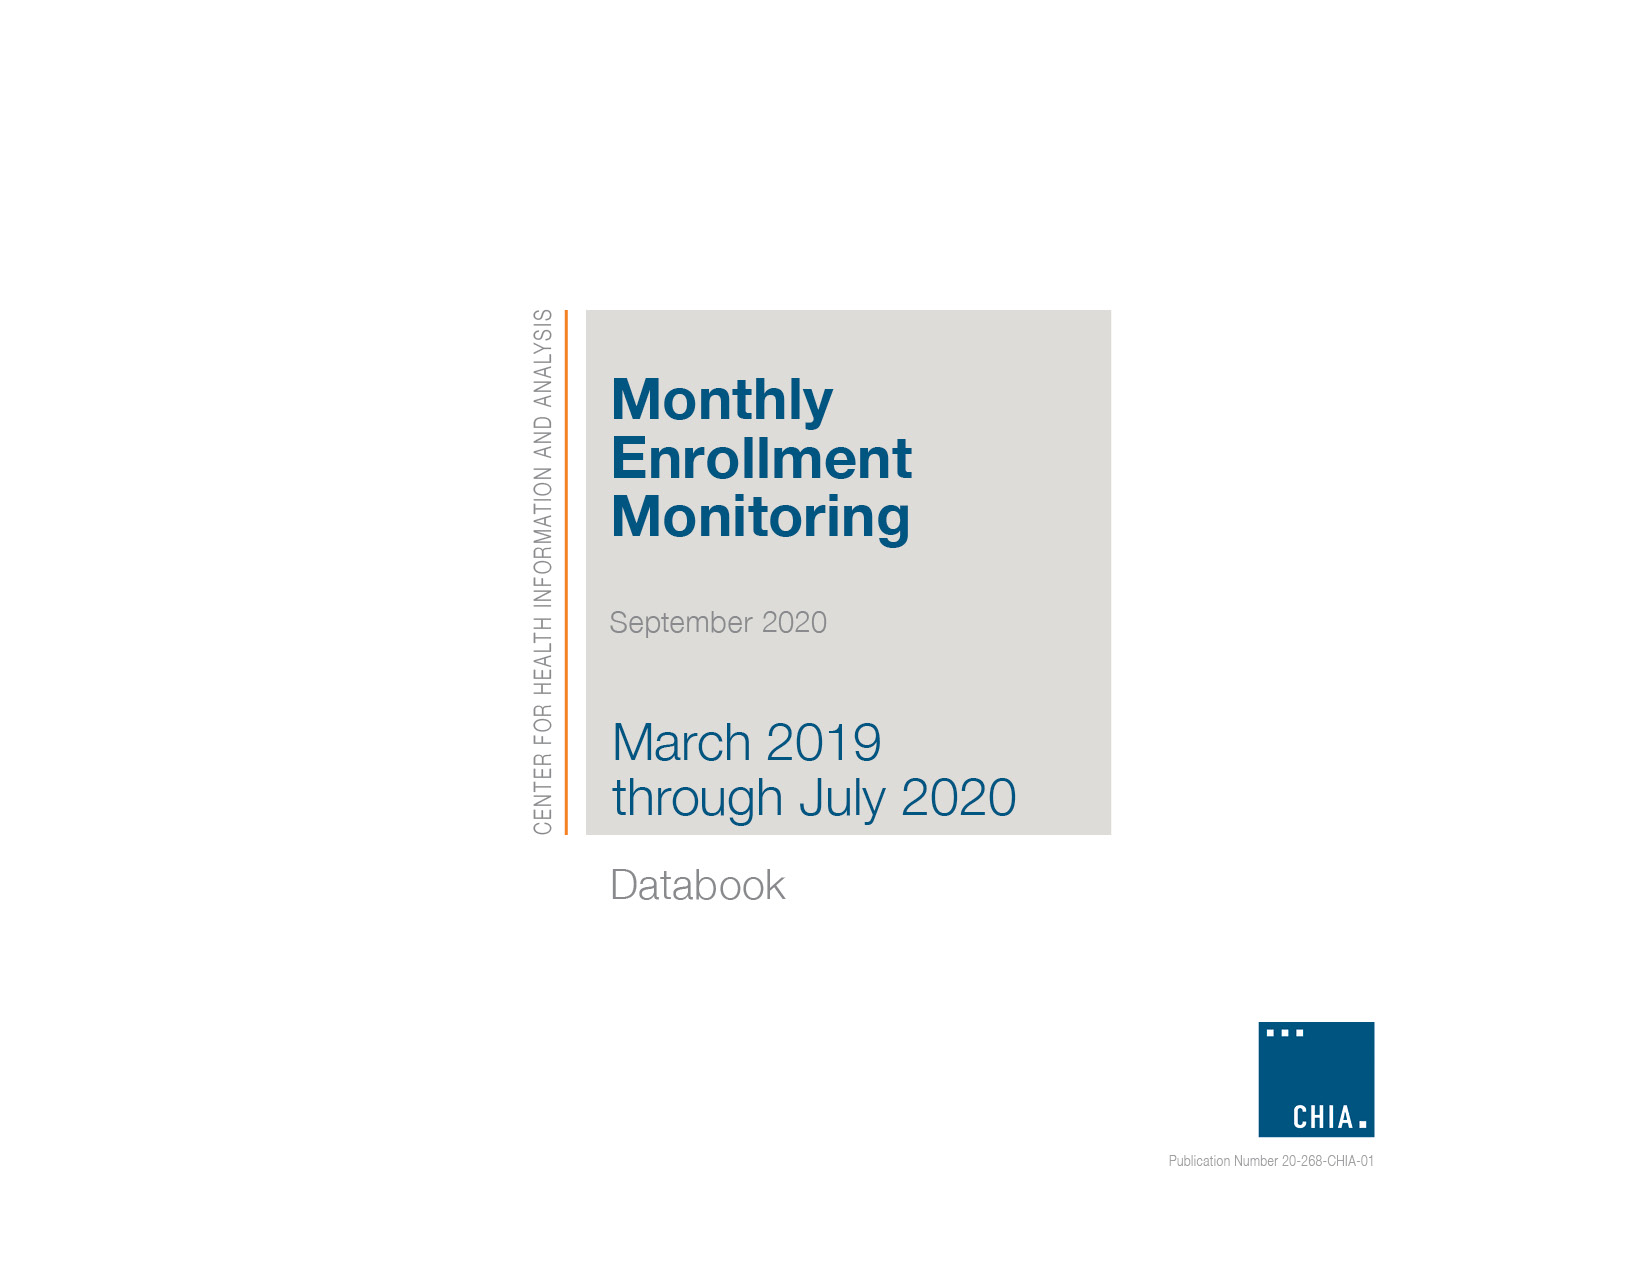 CENTER FOR HEALTH INFORMATION AND ANALYSIS
Monthly
Enrollment
Monitoring
September 2020
March 2019
through July 2020
Databook
CHIA.
Publication Number 20-268-CHIA-01